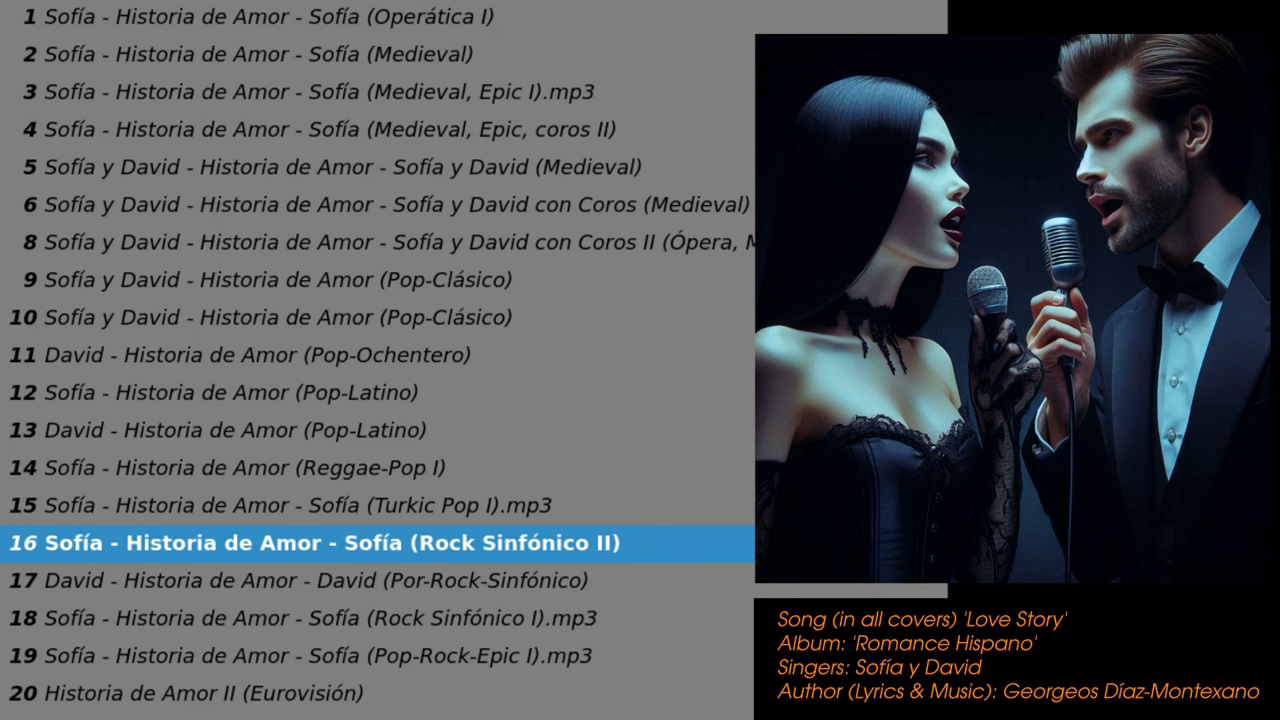 1 Sofía - Historia de Amor - Sofía (Operática I)
2 Sofía - Historia de Amor - Sofía (Medieval)
3 Sofía - Historia de Amor - Sofía (Medieval, Epic I).mp3
4 Sofía - Historia de Amor - Sofía (Medieval, Epic, coros II)
5 Sofía y David - Historia de Amor - Sofía y David (Medieval)
6 Sofía y David - Historia de Amor - Sofía y David con Coros (Medieval)
8 Sofía y David - Historia de Amor - Sofía y David con Coros II (Ópera,
9 Sofía y David - Historia de Amor (Pop-Clásico)
10 Sofía y David - Historia de Amor (Pop-Clásico)
11 David - Historia de Amor (Pop-Ochentero)
12 Sofía - Historia de Amor (Pop-Latino)
13 David - Historia de Amor (Pop-Latino)
14 Sofía - Historia de Amor (Reggae-Pop I)
15 Sofía - Historia de Amor - Sofía (Turkic Pop I).mp3
16 Sofía - Historia de Amor - Sofía (Rock Sinfónico II)
17 David - Historia de Amor - David (Por-Rock-Sinfónico)
18 Sofía - Historia de Amor - Sofía (Rock Sinfónico I).mp3
19 Sofía - Historia de Amor - Sofía (Pop-Rock-Epic I).mp3
20 Historia de Amor II (Eurovisión)
Song (in all covers) 'Love Story'
Album: 'Romance Hispano'
Singers: Sofía y David
Author (Lyrics & Music): Georgeos Díaz-Montexano